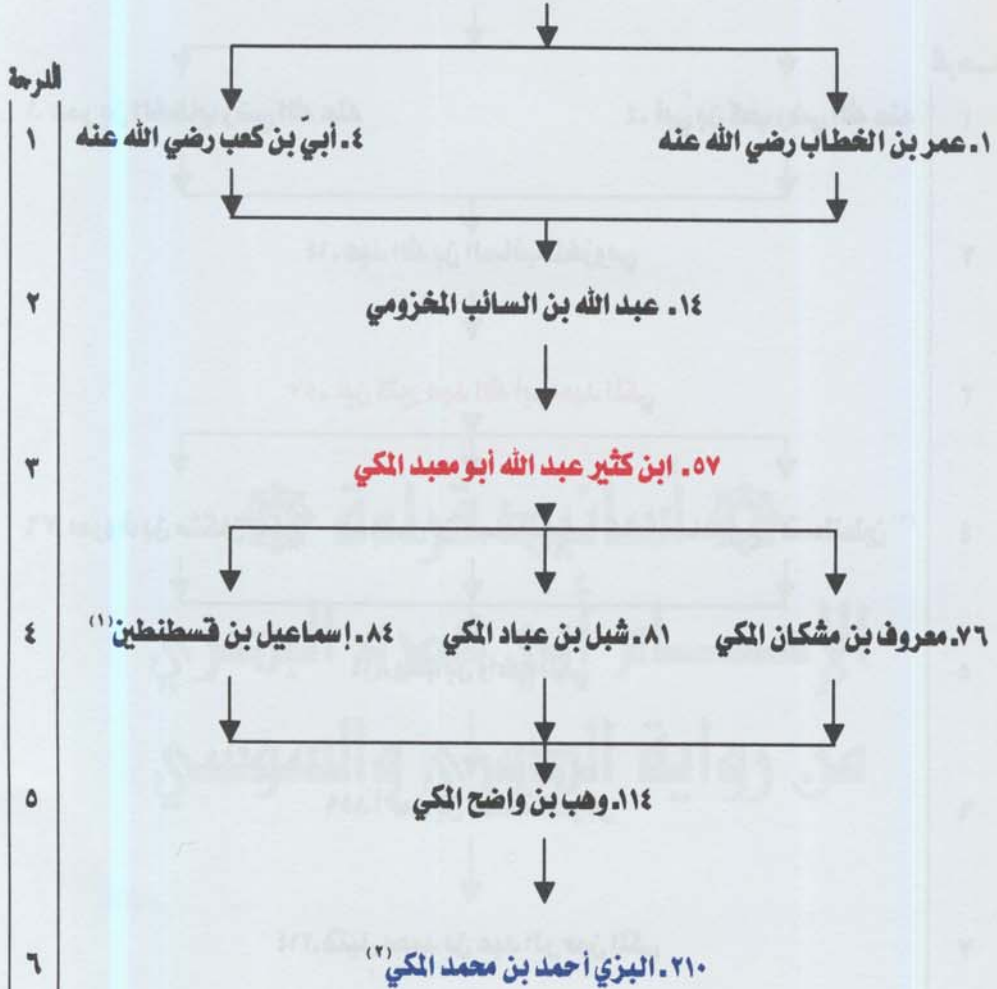 الدرجة
١ ١. عمر بن الخطاب رضي الله عنه ٤. أبيّ بن كعب رضي الله عنه
٢ ١٤. عبد الله بن السائب المخزومي
٣ ٥٧. ابن كثير عبد الله أبو معبد المكي
٤ ٧٦. معروف بن مشكان المكي ٨١. شبل بن عباد المكي ٨٤. إسماعيل بن قسطنطين (١)
٥ ١١٤. وهب بن واضح المكي
٦ ٢١٠. البزي أحمد بن محمد المكي (٢)